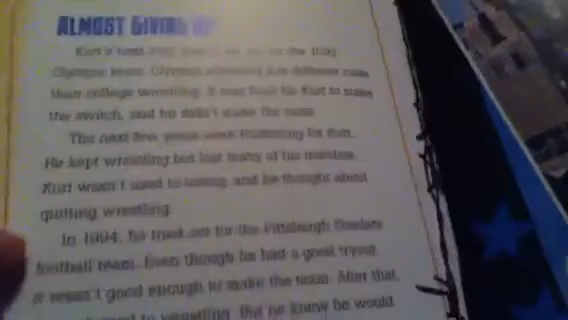 ALMOST GIVING UP
Kurt's next step was to try out for the 1992
Olympic team. Olympic wrestling has different rules
than college wrestling. It was hard for Kurt to make
the switch, and he didn't make the team.
The next few years were frustrating for Kurt.
He kept wrestling but lost many of his matches.
Kurt wasn't used to losing, and he thought about
quitting wrestling.
In 1994, he tried out for the Pittsburgh Steelers
football team. Even though he had a good tryout,
it wasn't good enough to make the team. After that,
to wrestling. But he knew he would